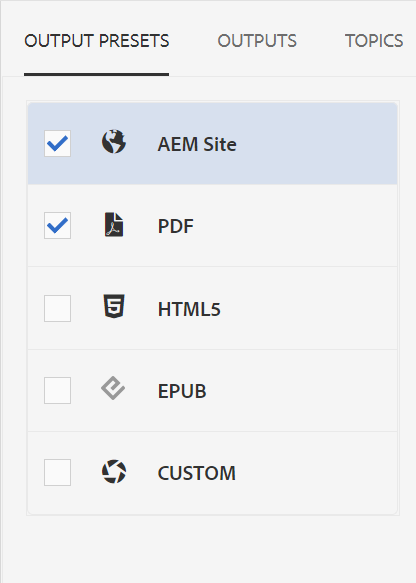 OUTPUT PRESETS OUTPUTS TOPICS
AEM Site
PDF
HTML5
EPUB
CUSTOM